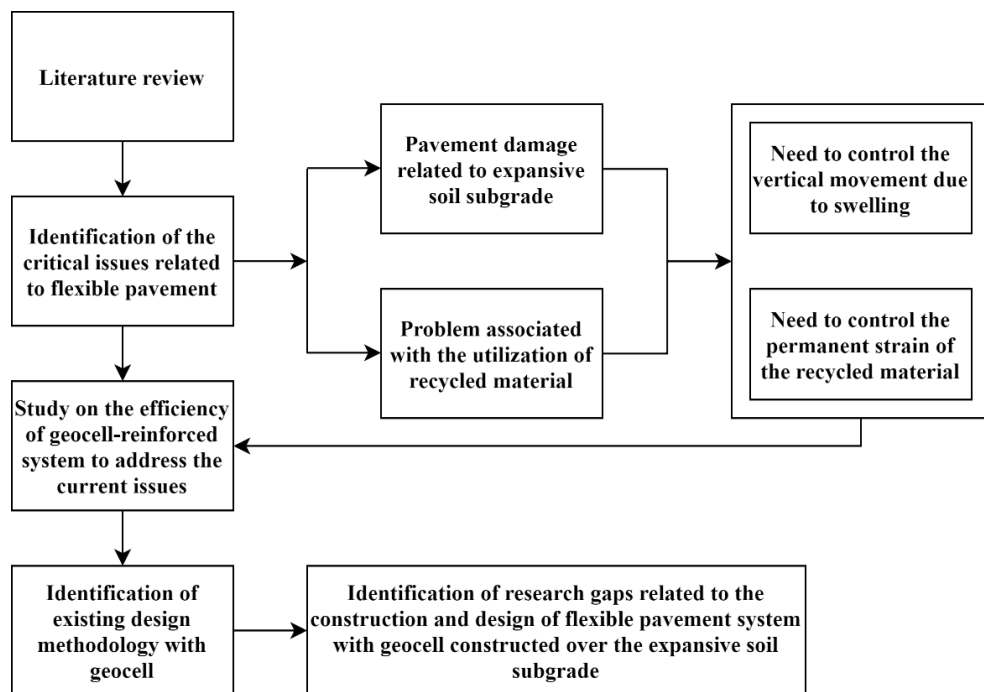 Literature review
Identification of the
critical issues related
to flexible pavement
Pavement damage
related to expansive
soil subgrade
Problem associated
with the utilization of
recycled material
Need to control the
vertical movement due
to swelling
Need to control the
permanent strain of
the recycled material
Study on the efficiency
of geocell-reinforced
system to address the
current issues
Identification of
existing design
methodology with
geocell
Identification of research gaps related to the
construction and design of flexible pavement system
with geocell constructed over the expansive soil
subgrade